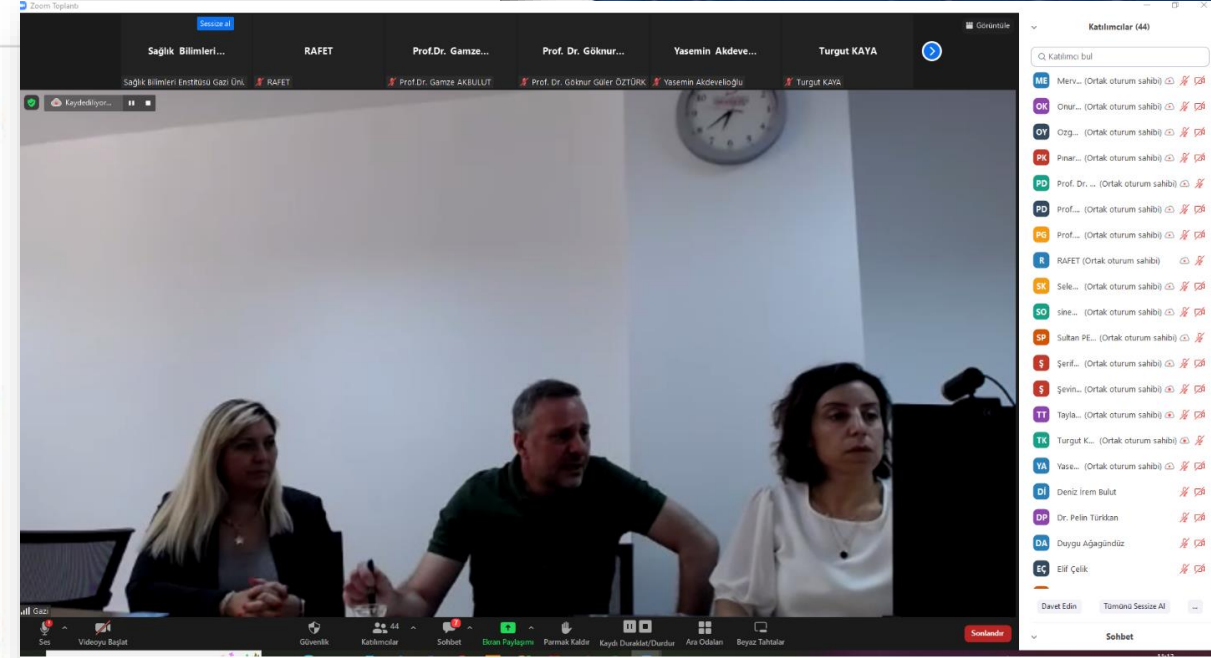 Zoom Toplantı
Sessize al
Görüntüle
Sağlık Bilimleri...
RAFET
Prof.Dr. Gamze...
Prof. Dr. Göknur...
Yasemin Akdeve...
Turgut KAYA
Sağlık Bilimleri Enstitüsü Gazi Üni.
RAFET
Prof.Dr. Gamze AKBULUT
Prof. Dr. Göknur Güler ÖZTÜRK
Yasemin Akdevelioğlu
Turgut KAYA
Kaydediliyor...
Gazi
Ses
Videoyu Başlat
Güvenlik
44
Katılımcılar
7
Sohbet
Ekran Paylaşımı
Parmak Kaldır
Kaydı Duraklat/Durdur
Ara Odaları
Beyaz Tahtalar
Sonlandır
Katılımcılar (44)
Katılımcı bul
ME Merv... (Ortak oturum sahibi)
OK Onur... (Ortak oturum sahibi)
OY Ozg... (Ortak oturum sahibi)
PK Pınar... (Ortak oturum sahibi)
PD Prof. Dr. ... (Ortak oturum sahibi)
PD Prof.... (Ortak oturum sahibi)
PG Prof.... (Ortak oturum sahibi)
R RAFET (Ortak oturum sahibi)
SK Sele... (Ortak oturum sahibi)
SO sine... (Ortak oturum sahibi)
SP Sultan PE... (Ortak oturum sahibi)
Ş Şerif... (Ortak oturum sahibi)
Ş Şevin... (Ortak oturum sahibi)
TT Tayla... (Ortak oturum sahibi)
TK Turgut K... (Ortak oturum sahibi)
YA Yase... (Ortak oturum sahibi)
Dİ Deniz İrem Bulut
DP Dr. Pelin Türkkan
DA Duygu Ağagündüz
EÇ Elif Çelik
Davet Edin
Tümünü Sessize Al
...
Sohbet